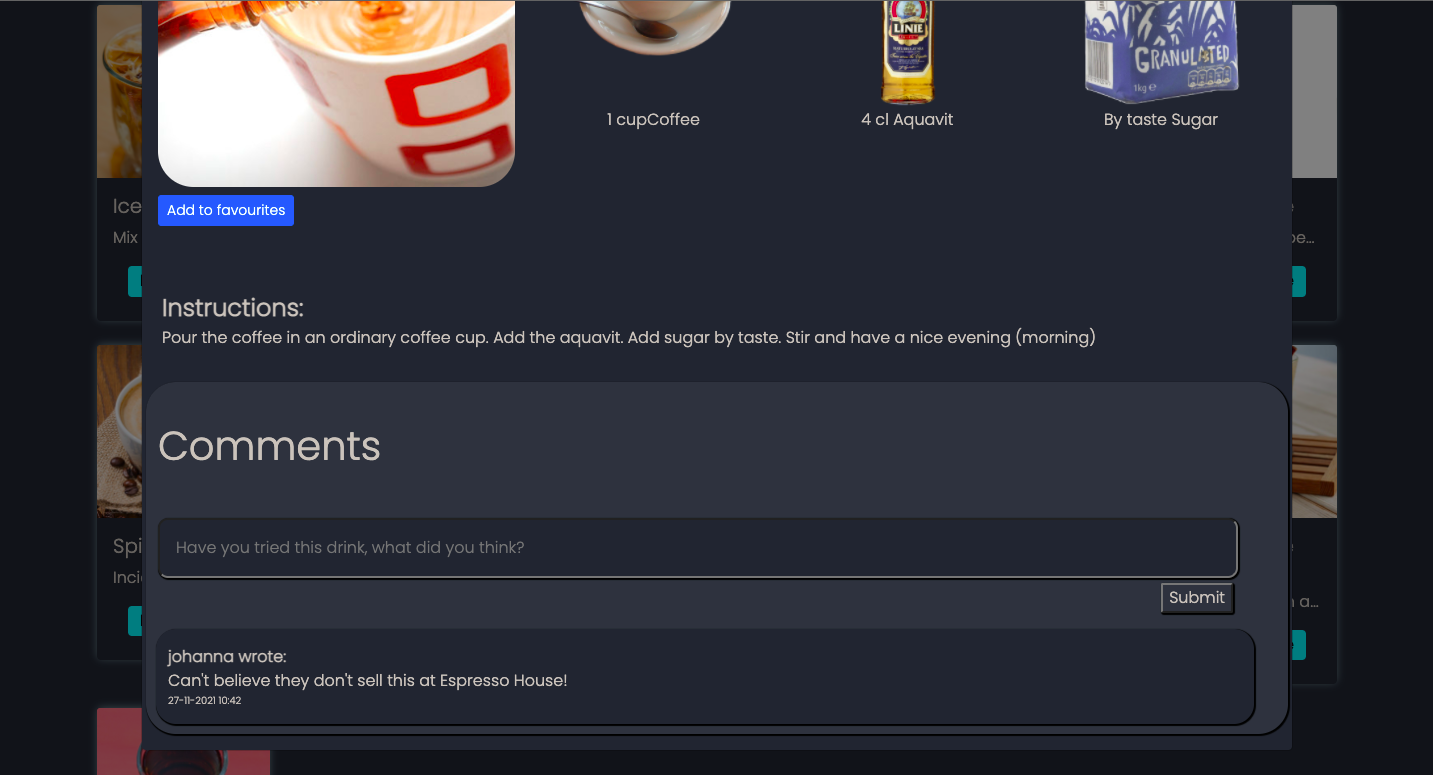 LINIE
GRANULATED
1kg e
1 cupCoffee
4 cl Aquavit
By taste Sugar
Add to favourites
Ice
Mix
be...
Instructions:
Pour the coffee in an ordinary coffee cup. Add the aquavit. Add sugar by taste. Stir and have a nice evening (morning)
Comments
Have you tried this drink, what did you think?
Submit
Spi
Inci
a...
johanna wrote:
Can't believe they don't sell this at Espresso House!
27-11-2021 10:42